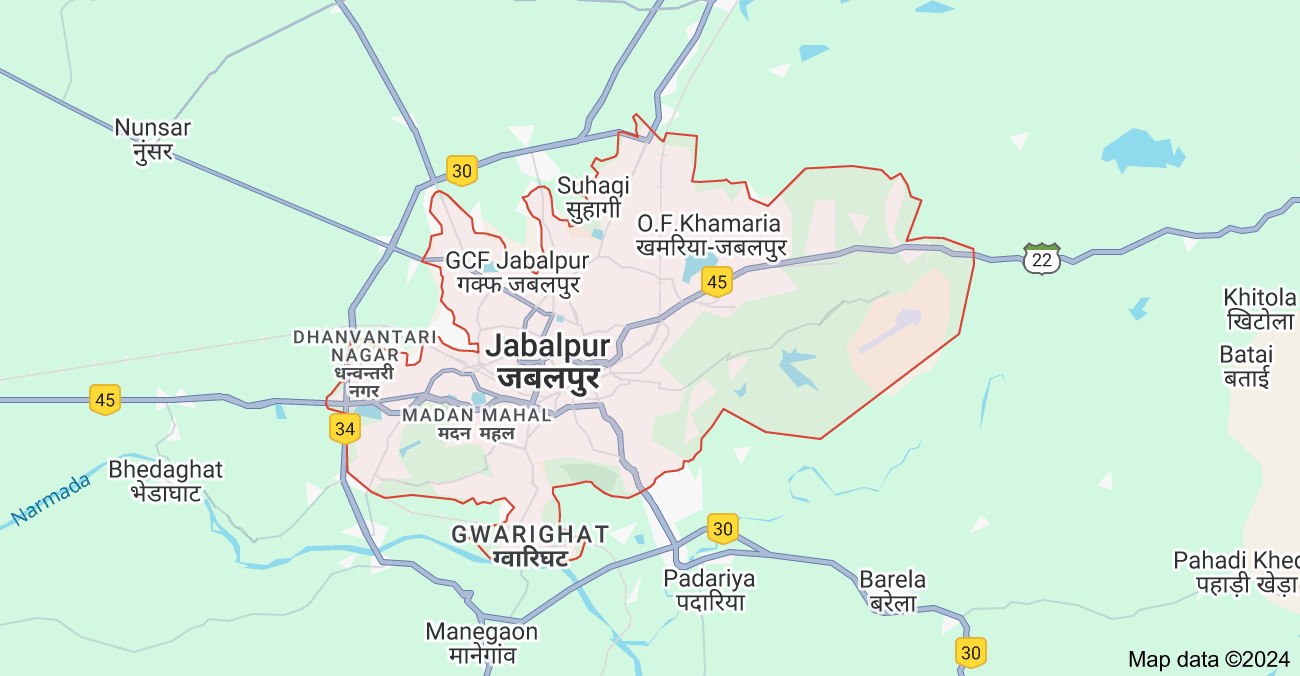 Nunsar
नुंसर
30
Suhagi
सुहागी
O.F.Khamaria
खमरिया-जबलपुर
GCF Jabalpur
गक्फ जबलपुर
45
22
Khitola
खिटोला
DHANVANTARI
NAGAR
धन्वन्तरी
नगर
Jabalpur
जबलपुर
Batai
बताई
45
34
MADAN MAHAL
मदन महल
Bhedaghat
भेडाघाट
Narmada
GWARIGHAT
ग्वारिघट
30
Padariya
पदारिया
Barela
बरेला
Pahadi Khed
पहाड़ी खेड़ा
Manegaon
मानेगांव
30
Map data ©2024